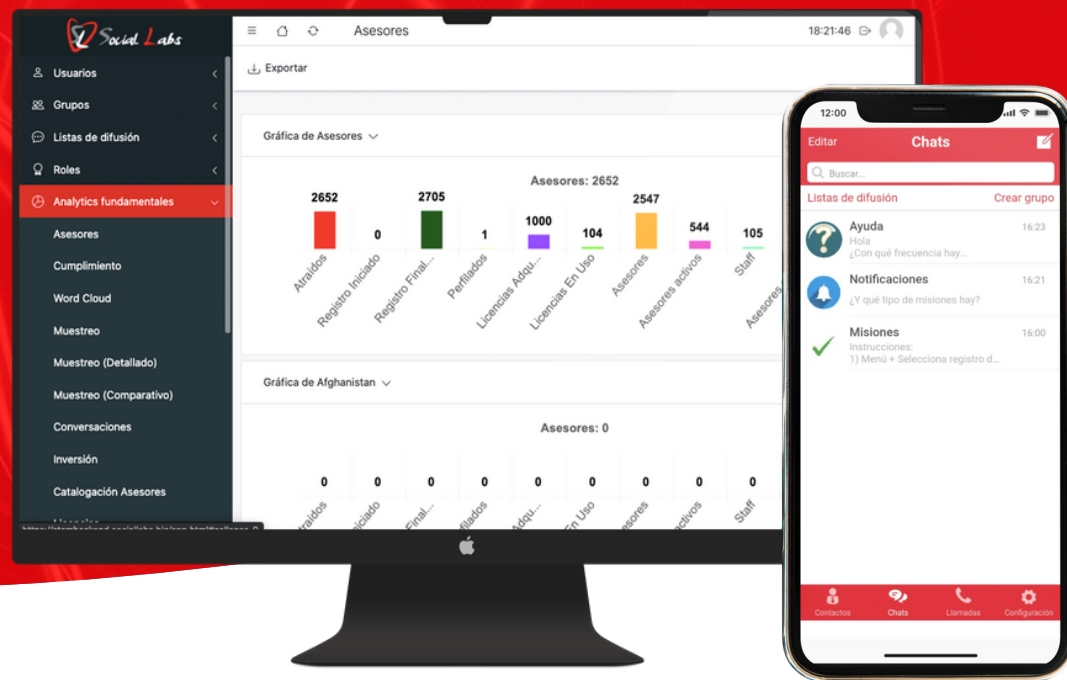 Social Labs
Asesores
18:21:46
Usuarios
Grupos
Listas de difusión
Roles
Analytics fundamentales
Asesores
Cumplimiento
Word Cloud
Muestreo
Muestreo (Detallado)
Muestreo (Comparativo)
Conversaciones
Inversión
Catalogación Asesores
Exportar
Gráfica de Asesores
Asesores: 2652
2652
0
2705
1
1000
104
2547
544
105
Atraidos
Registro Iniciado
Registro Final...
Perfilados
Licencias Adqu...
Licencias En Uso
Asesores
Asesores activos
Staff
Asesores
Gráfica de Afghanistan
Asesores: 0
0
0
0
0
0
0
0
0
0
Staff
12:00
Editar
Chats
Buscar...
Listas de difusión
Crear grupo
Ayuda
16:23
Hola
¿Con qué frecuencia hay...
Notificaciones
16:21
¿Y qué tipo de misiones hay?
Misiones
16:00
Instrucciones:
1) Menú + Selecciona registro d...
Contactos
Chats
Llamadas
Configuración